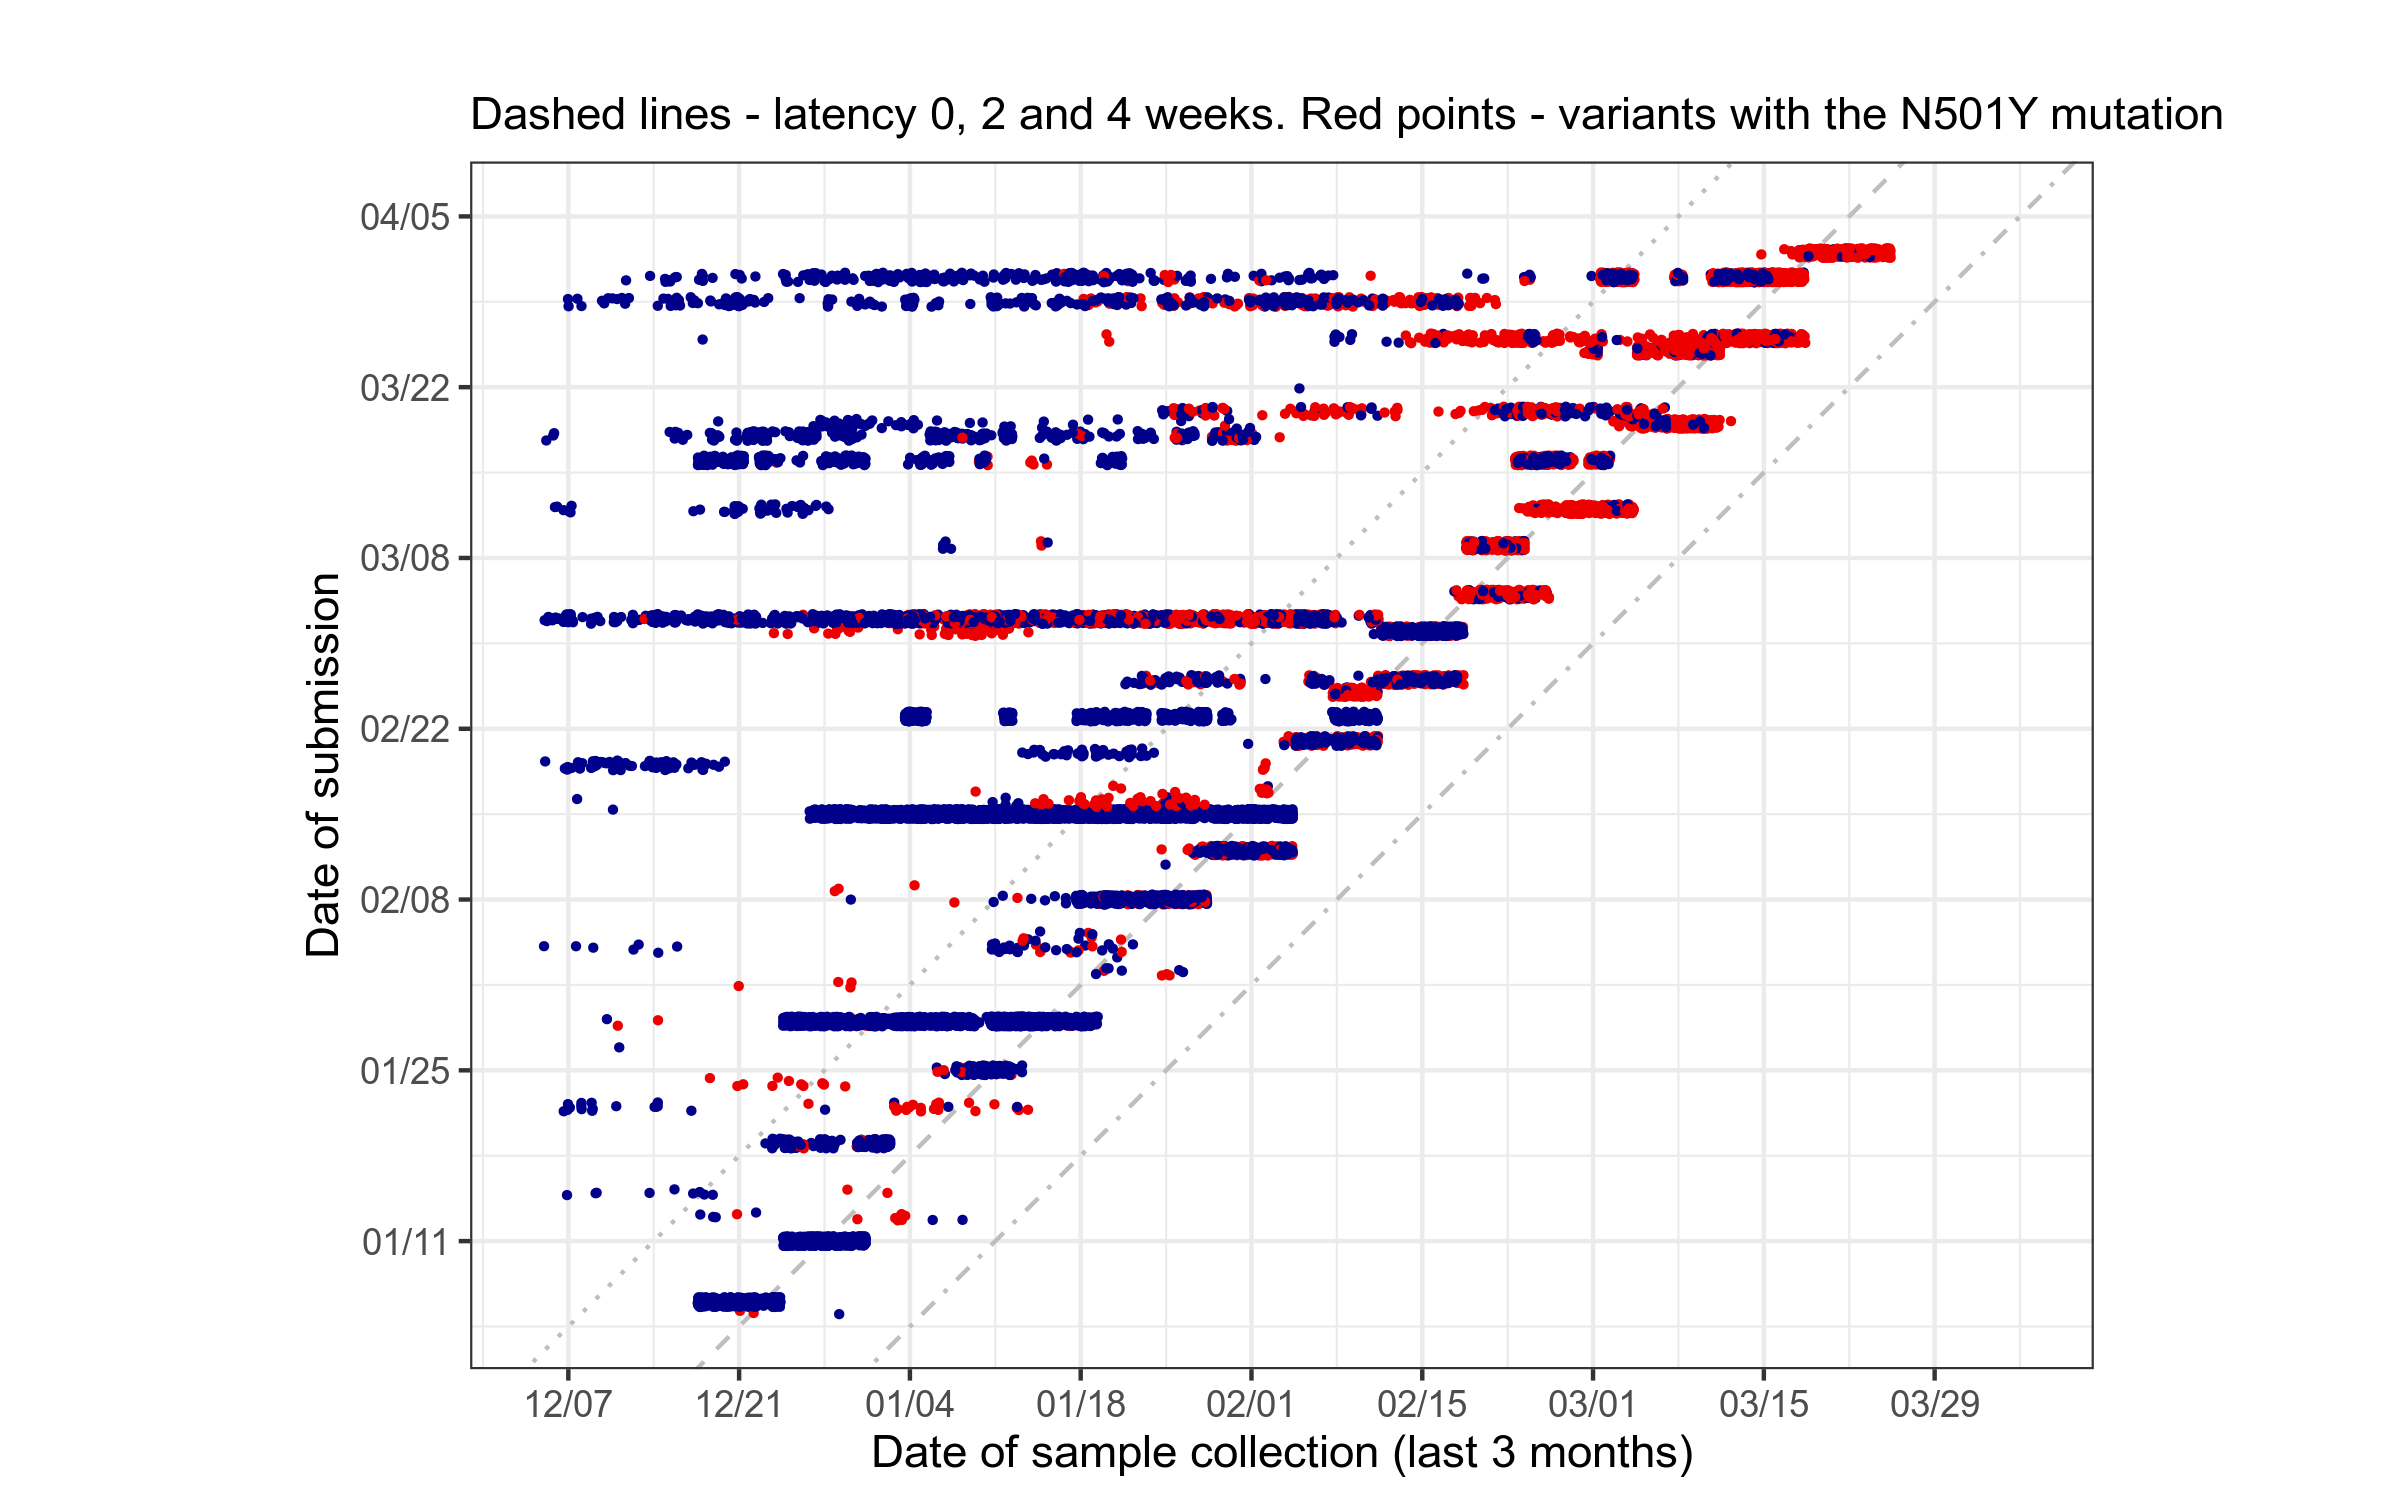 Dashed lines - latency 0, 2 and 4 weeks. Red points - variants with the N501Y mutation
Date of submission
04/05
03/22
03/08
02/22
02/08
01/25
01/11
12/07 12/21 01/04 01/18 02/01 02/15 03/01 03/15 03/29
Date of sample collection (last 3 months)